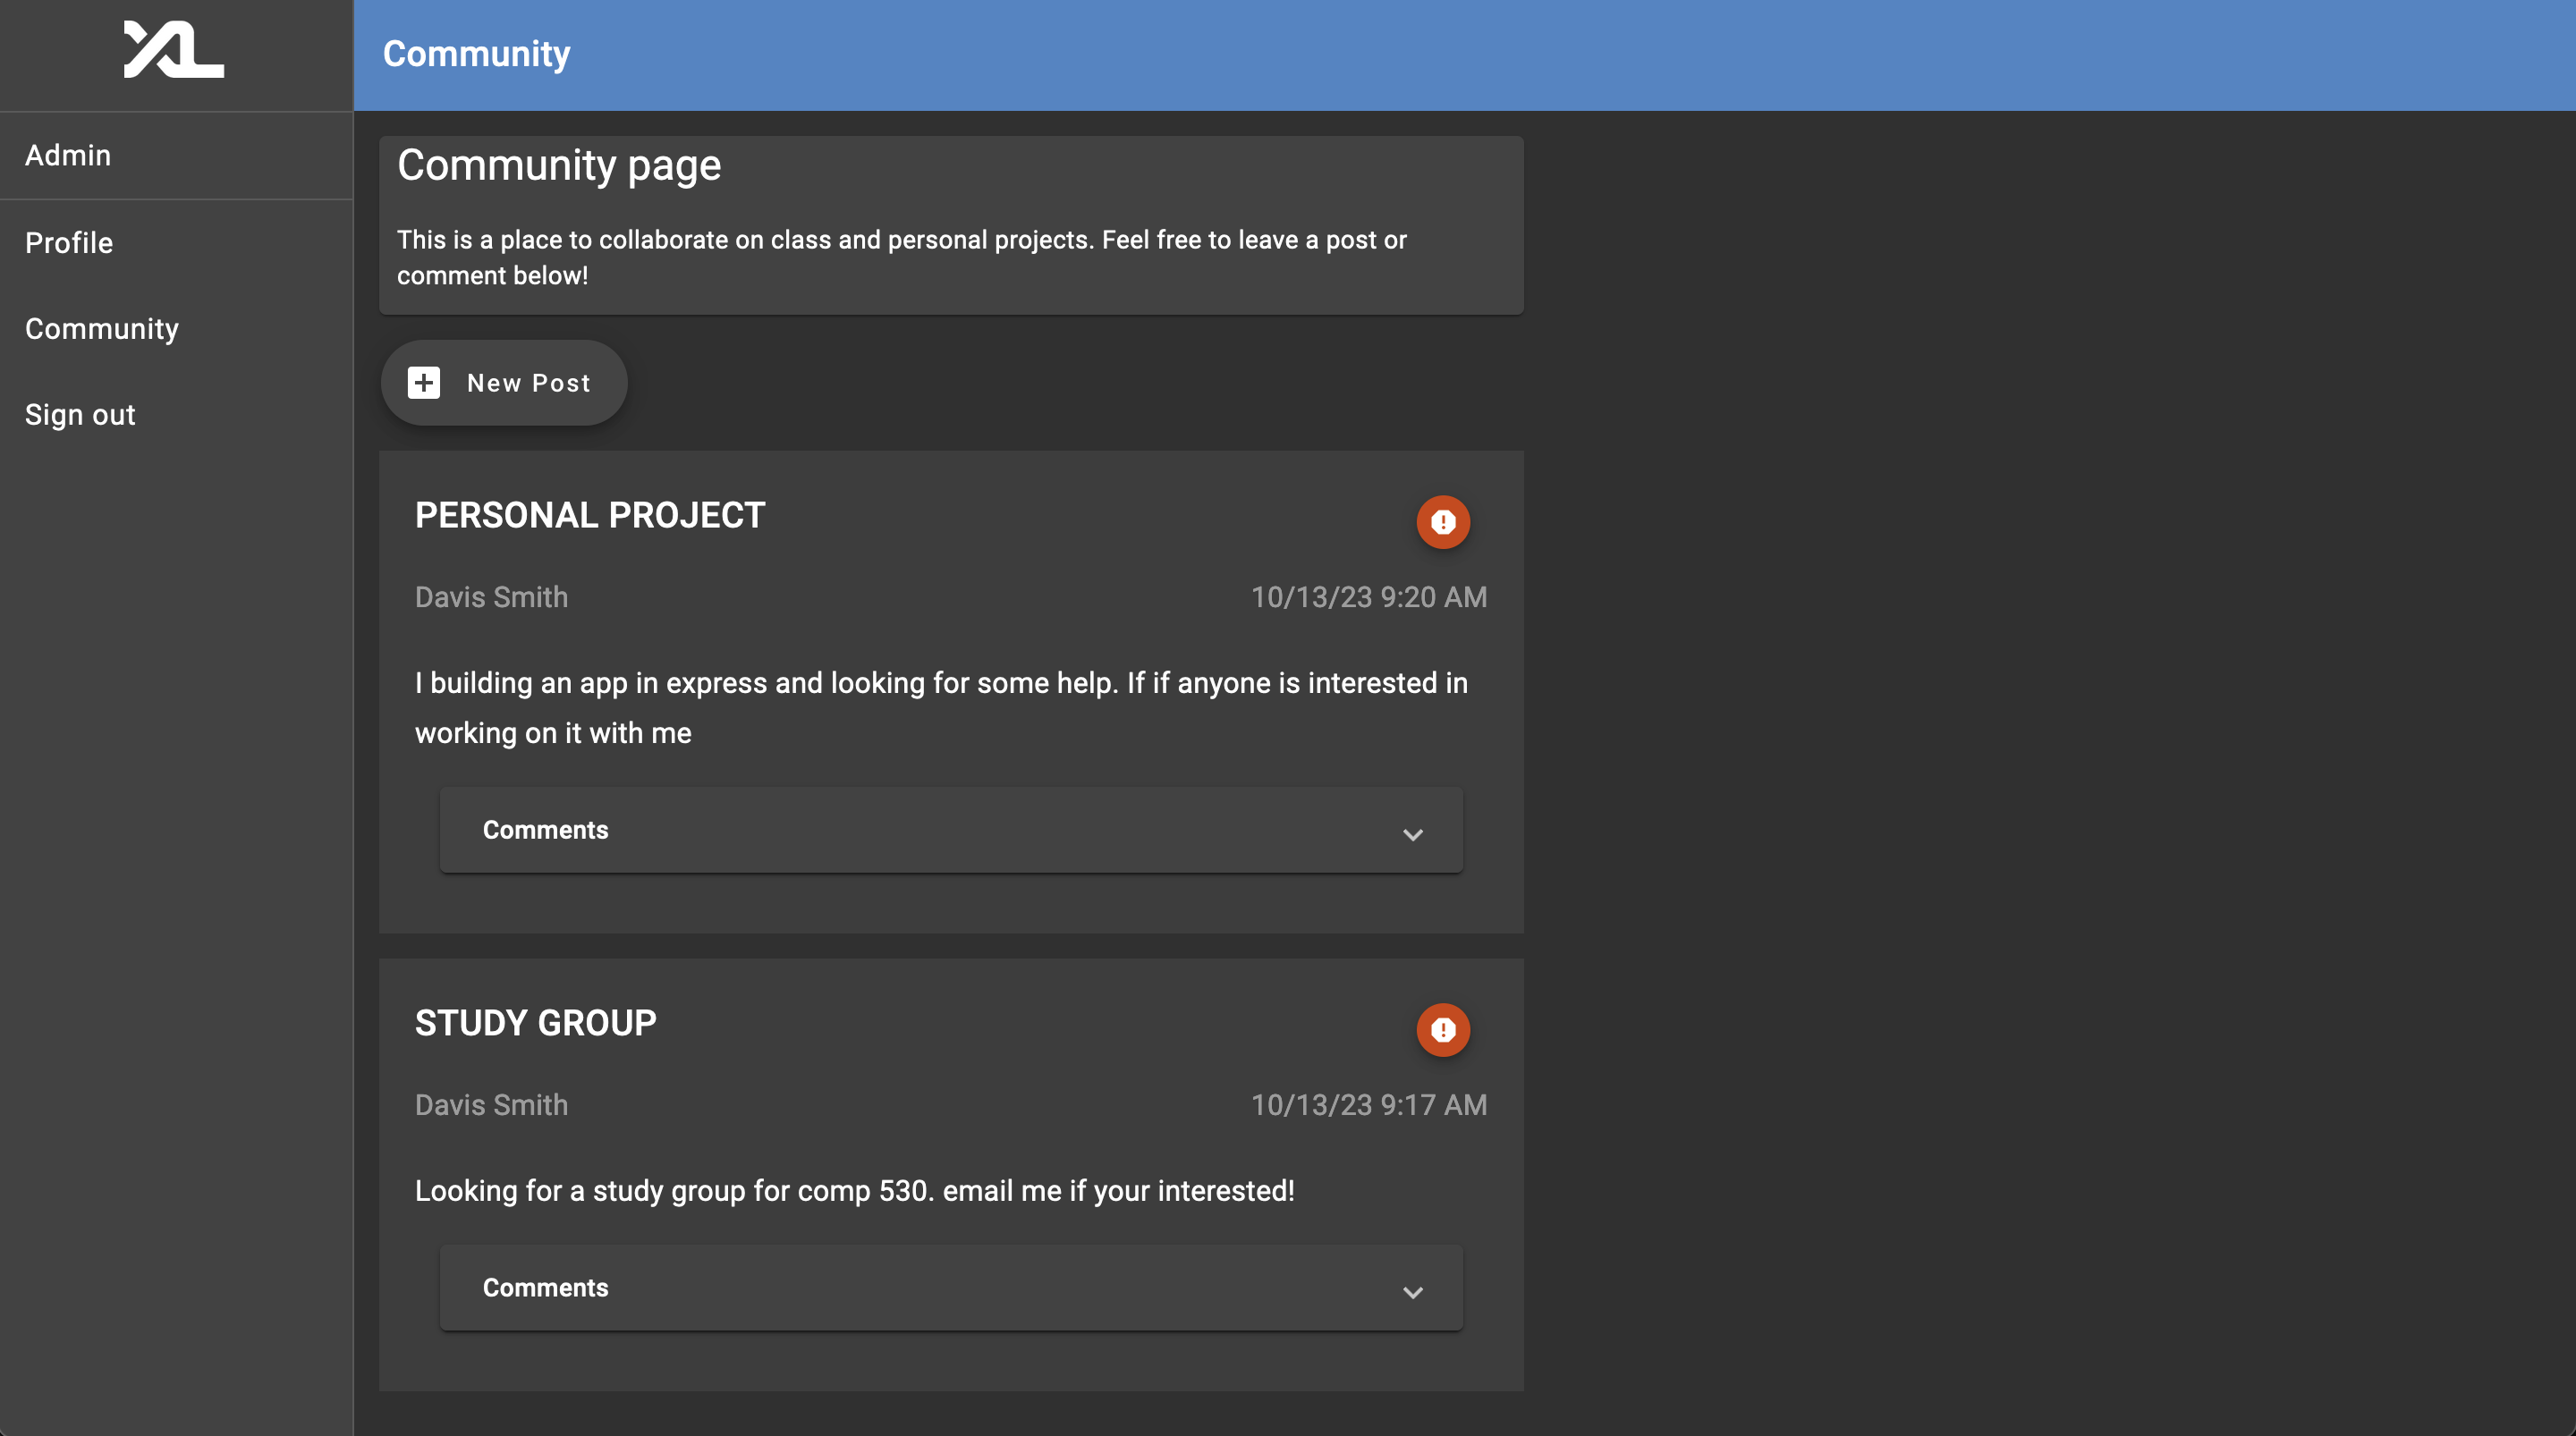 XL
Community
Admin
Profile
Community
Sign out
Community page
This is a place to collaborate on class and personal projects. Feel free to leave a post or
comment below!
New Post
PERSONAL PROJECT
Davis Smith
10/13/23 9:20 AM
I building an app in express and looking for some help. If if anyone is interested in
working on it with me
Comments
STUDY GROUP
Davis Smith
10/13/23 9:17 AM
Looking for a study group for comp 530. email me if your interested!
Comments